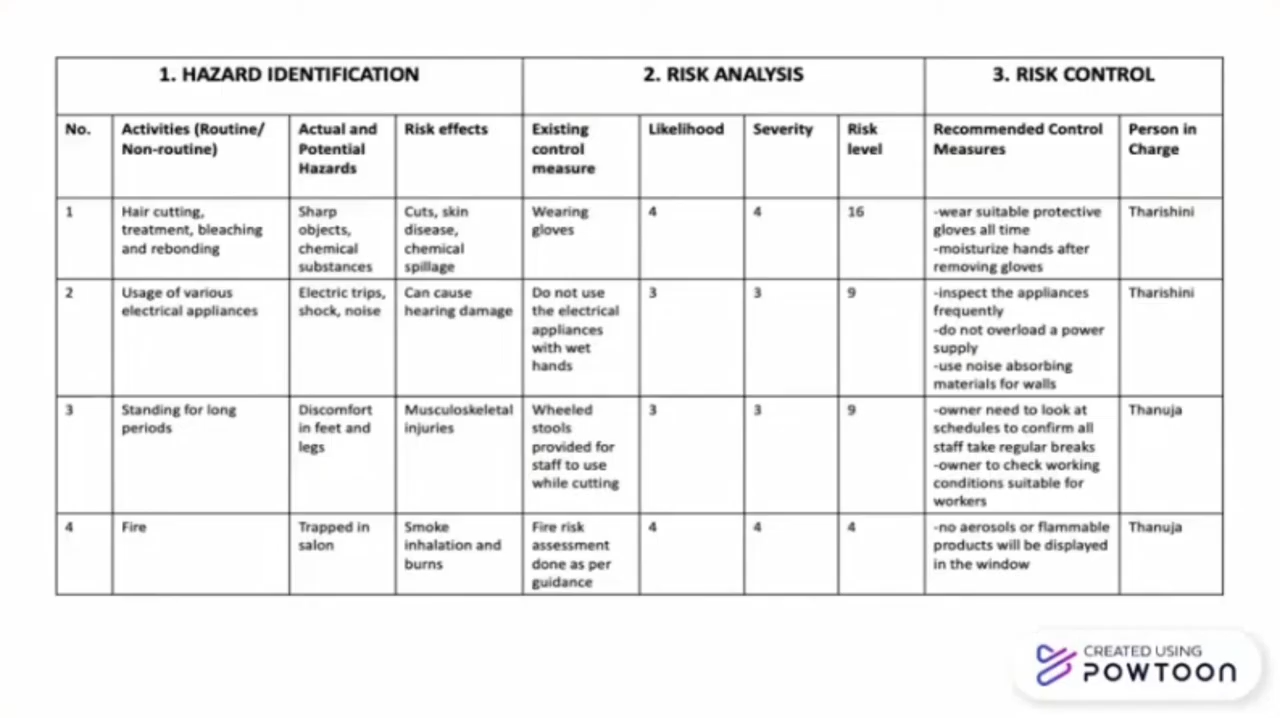 1. HAZARD IDENTIFICATION
2. RISK ANALYSIS
3. RISK CONTROL
No.
Activities (Routine/
Non-routine)
Actual and
Potential
Hazards
Risk effects
Existing
control
measure
Likelihood
Severity
Risk
level
Recommended Control
Measures
Person in
Charge
1
Hair cutting,
treatment, bleaching
and rebonding
Sharp
objects,
chemical
substances
Cuts, skin
disease,
chemical
spillage
Wearing
gloves
4
4
16
-wear suitable protective
gloves all time
-moisturize hands after
removing gloves
Tharishini
2
Usage of various
electrical appliances
Electric trips,
shock, noise
Can cause
hearing damage
Do not use
the electrical
appliances
with wet
hands
3
3
9
-inspect the appliances
frequently
-do not overload a power
supply
-use noise absorbing
materials for walls
Tharishini
3
Standing for long
periods
Discomfort
in feet and
legs
Musculoskeletal
injuries
Wheeled
stools
provided for
staff to use
while cutting
3
3
9
-owner need to look at
schedules to confirm all
staff take regular breaks
-owner to check working
conditions suitable for
workers
Thanuja
4
Fire
Trapped in
salon
Smoke
inhalation and
burns
Fire risk
assessment
done as per
guidance
4
4
4
-no aerosols or flammable
products will be displayed
in the window
Thanuja
CREATED USING
POWTOON